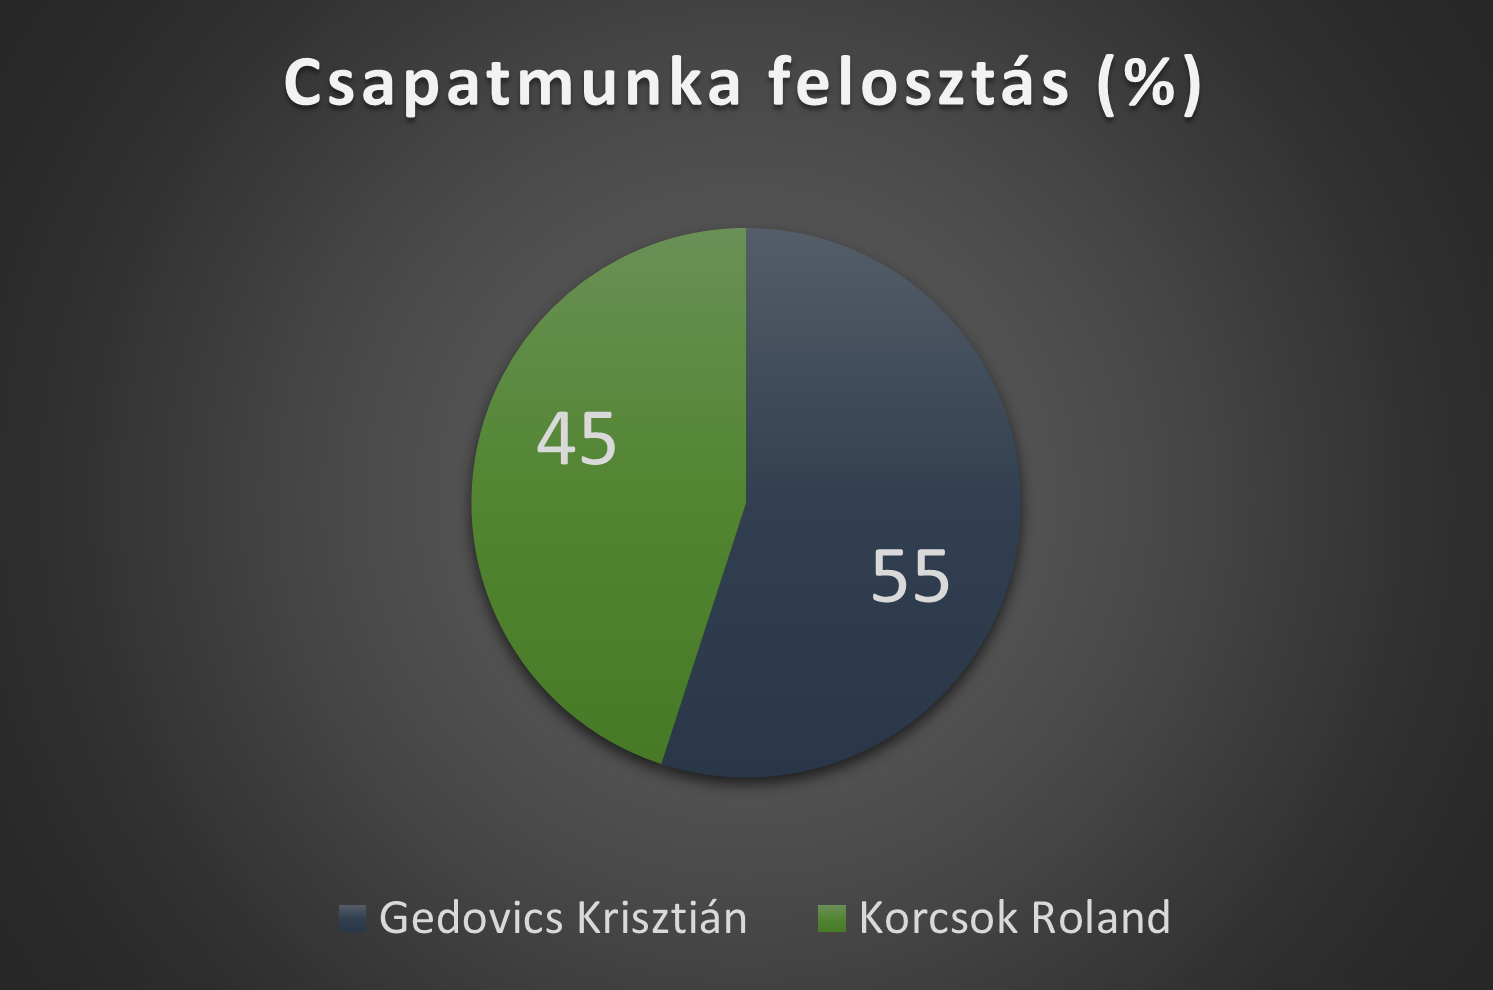 Csapatmunka felosztás (%)
45
55
Gedovics Krisztián
Korcsok Roland